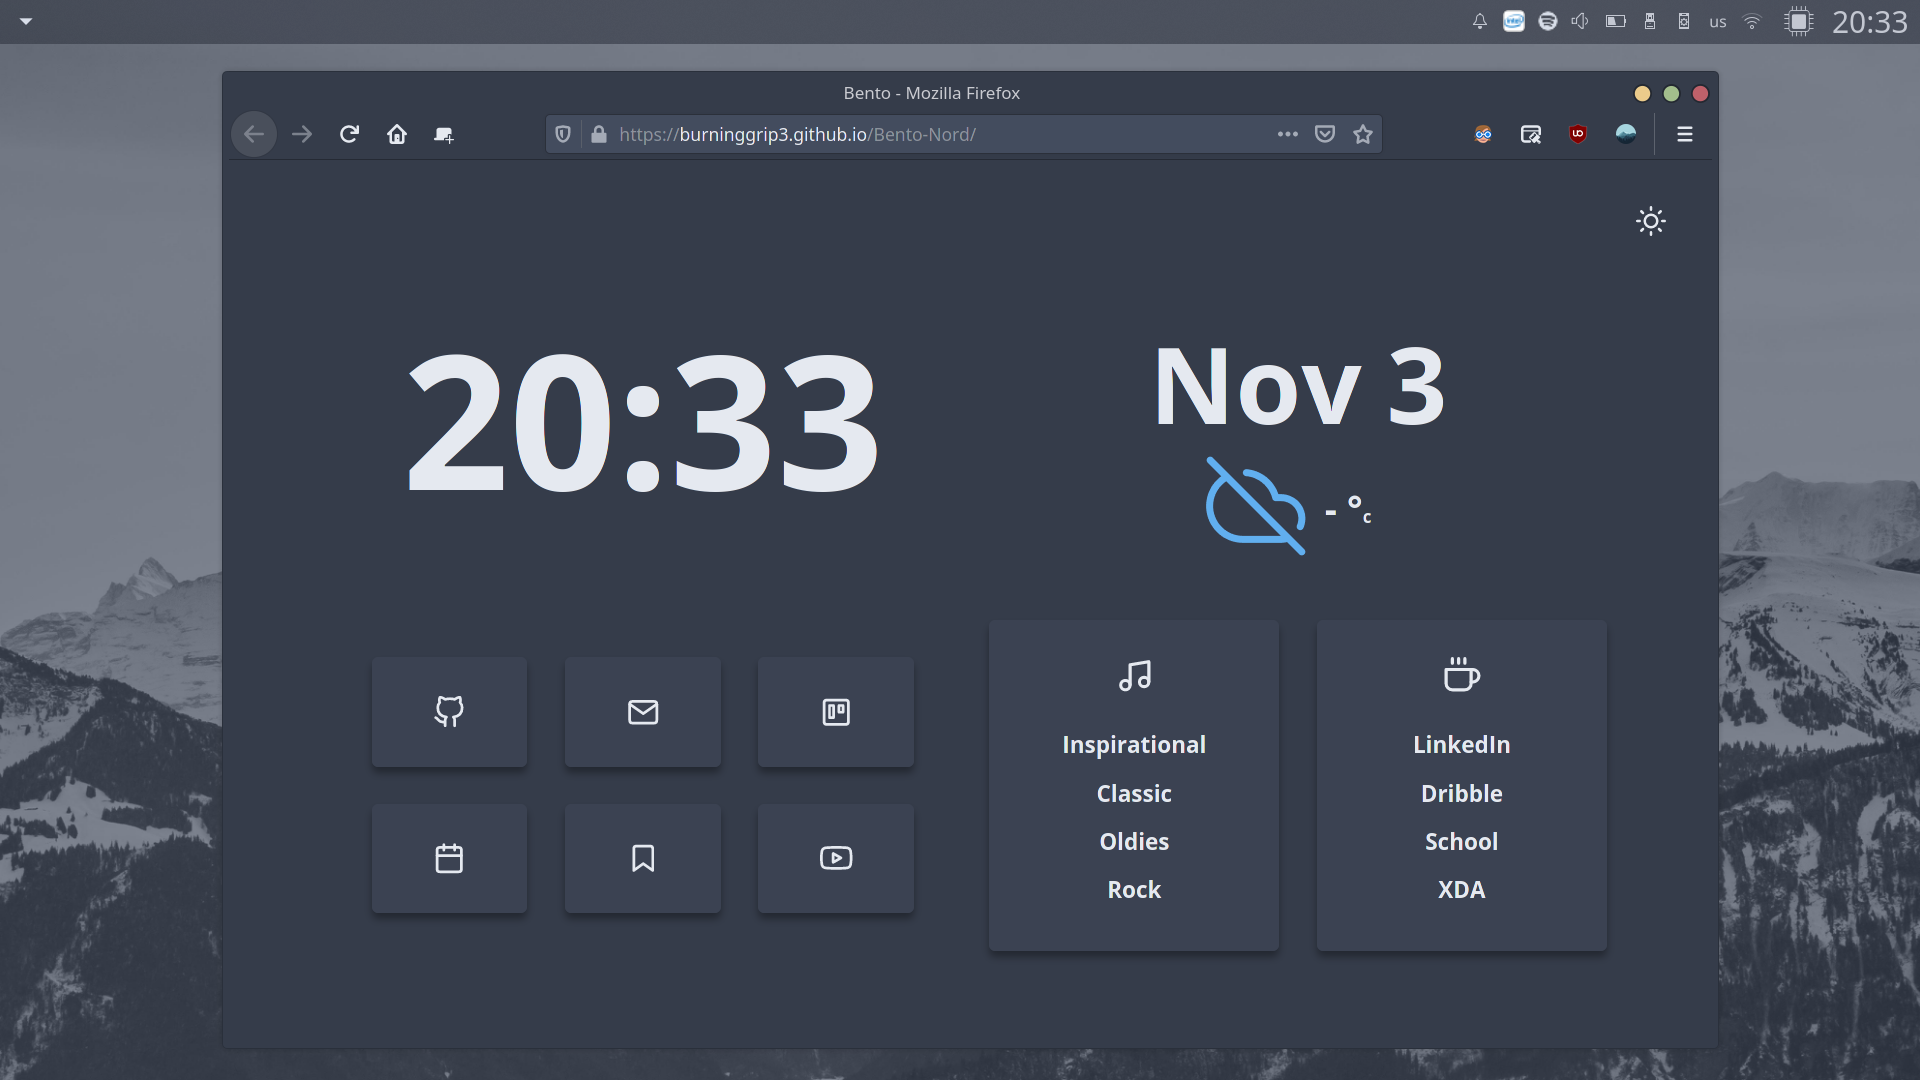 us
20:33
Bento - Mozilla Firefox
https://burninggrip3.github.io/Bento-Nord/
20:33
Nov 3
- °c
Inspirational
Classic
Oldies
Rock
LinkedIn
Dribble
School
XDA